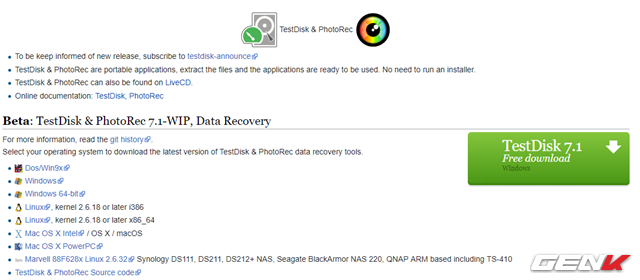 TestDisk & PhotoRec
To be keep informed of new release, subscribe to testdisk-announce
TestDisk & PhotoRec are portable applications, extract the files and the applications are ready to be used. No need to run an installer.
TestDisk & PhotoRec can also be found on LiveCD.
Online documentation: TestDisk, PhotoRec
Beta: TestDisk & PhotoRec 7.1-WIP, Data Recovery
For more information, read the git history.
Select your operating system to download the latest version of TestDisk & PhotoRec data recovery tools.
TestDisk 7.1
Free download
Windows
Dos/Win9x
Windows
Windows 64-bit
Linux, kernel 2.6.18 or later i386
Linux, kernel 2.6.18 or later x86_64
Mac OS X Intel / OS X / macOS
Mac OS X PowerPC
Marvell 88F628x Linux 2.6.32 Synology DS111, DS211, DS212+ NAS, Seagate BlackArmor NAS 220, QNAP ARM based including TS-410
TestDisk & PhotoRec Source code
GENK